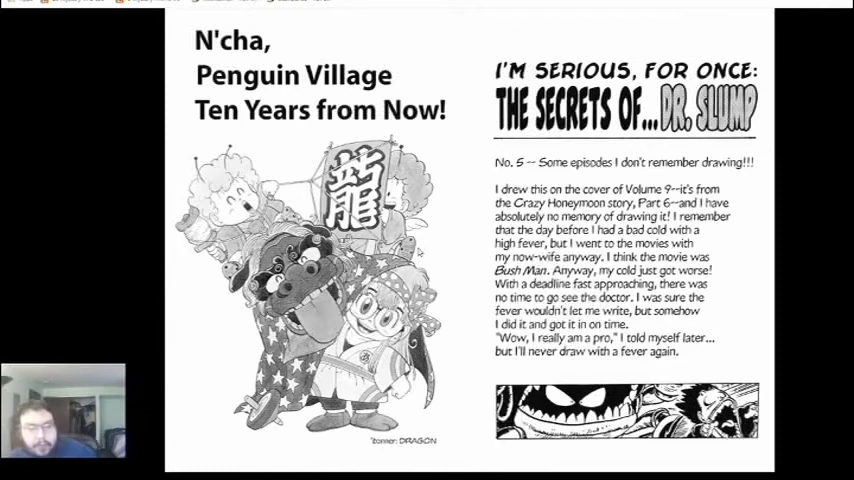 N'cha,
Penguin Village
Ten Years from Now!
龍
*banner: DRAGON
I'M SERIOUS, FOR ONCE:
THE SECRETS OF...DR. SLUMP
No. 5 -- Some episodes I don't remember drawing!!!
I drew this on the cover of Volume 9--it's from
the Crazy Honeymoon story, Part 6--and I have
absolutely no memory of drawing it! I remember
that the day before I had a bad cold with a
high fever, but I went to the movies with
my now-wife anyway. I think the movie was
Bush Man. Anyway, my cold just got worse!
With a deadline fast approaching, there was
no time to go see the doctor. I was sure the
fever wouldn't let me write, but somehow
I did it and got it in on time.
"Wow, I really am a pro," I told myself later...
but I'll never draw with a fever again.